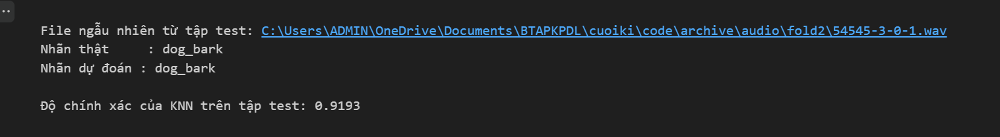 File ngẫu nhiên từ tập test: C:\Users\ADMIN\OneDrive\Documents\BTAPKPDL\cuoiki\code\archive\audio\fold2\54545-3-0-1.wav
Nhãn thật     : dog_bark
Nhãn dự đoán : dog_bark
Độ chính xác của KNN trên tập test: 0.9193